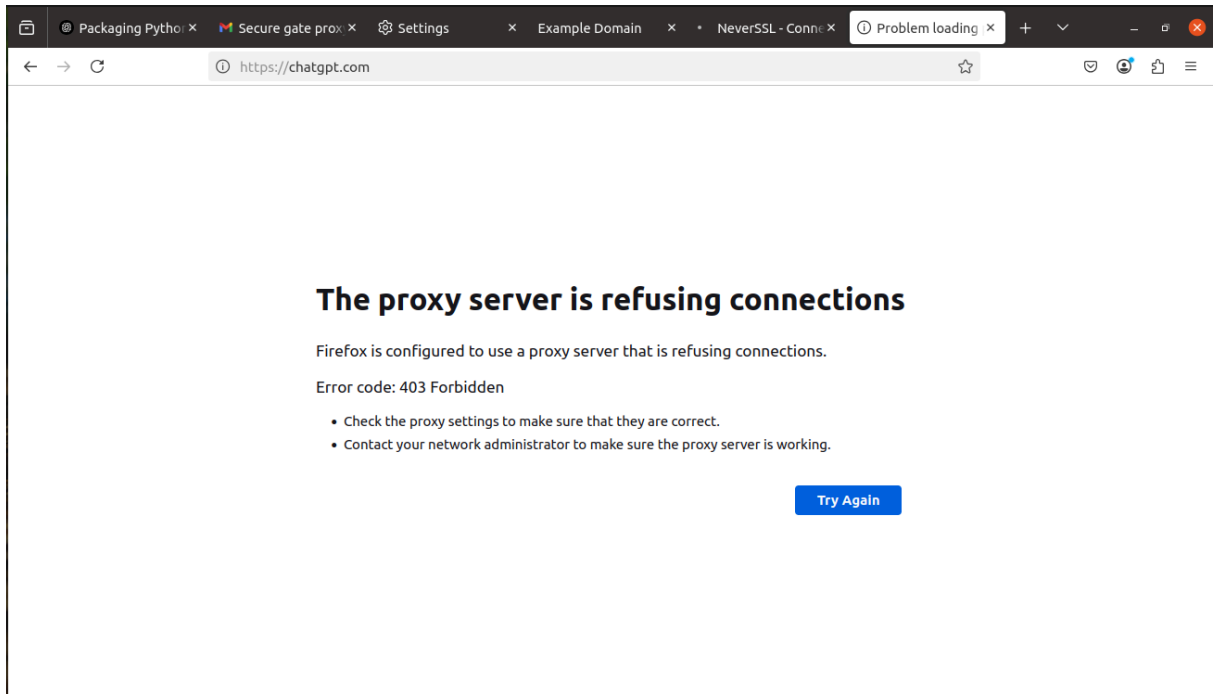 Packaging Python
Secure gate proxy
Settings
Example Domain
NeverSSL - Conne
Problem loading
https://chatgpt.com
The proxy server is refusing connections
Firefox is configured to use a proxy server that is refusing connections.
Error code: 403 Forbidden
• Check the proxy settings to make sure that they are correct.
• Contact your network administrator to make sure the proxy server is working.
Try Again